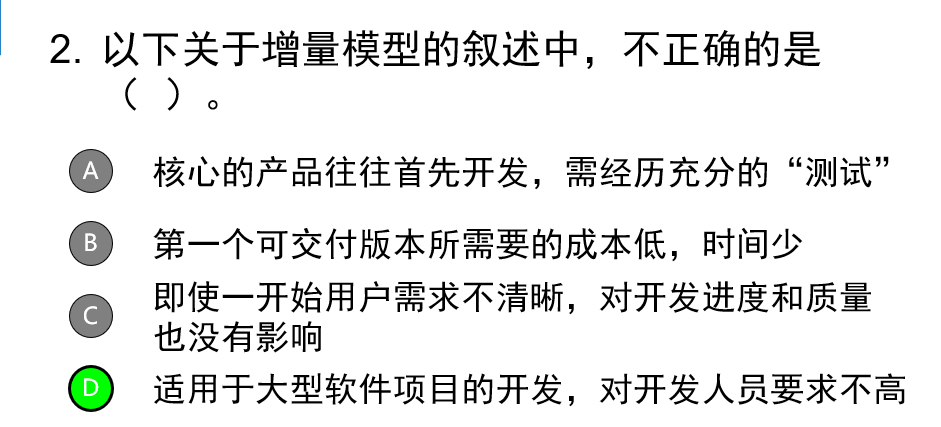 2. 以下关于增量模型的叙述中，不正确的是
（ ）。
A 核心的产品往往首先开发，需经历充分的“测试”
B 第一个可交付版本所需要的成本低，时间少
C 即使一开始用户需求不清晰，对开发进度和质量
也没有影响
D 适用于大型软件项目的开发，对开发人员要求不高